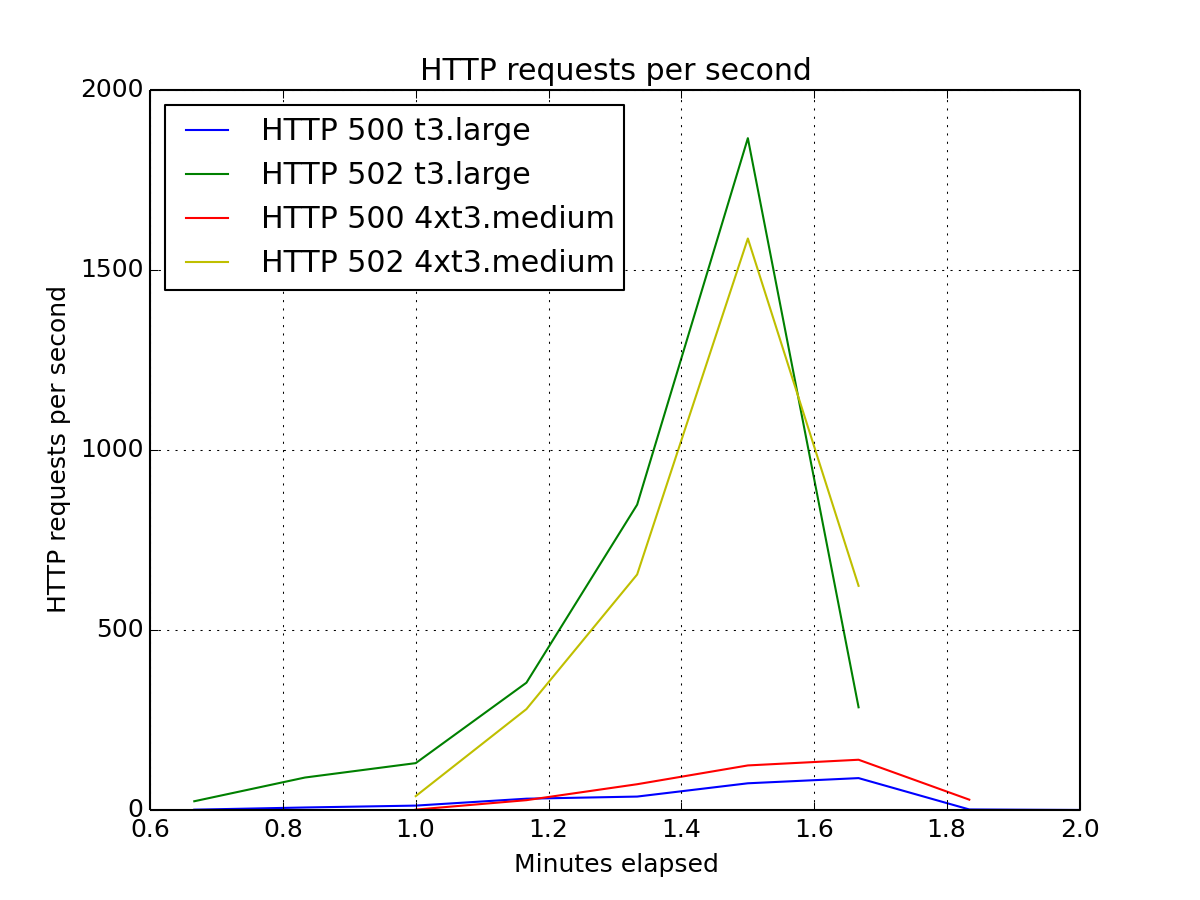 HTTP requests per second
2000
1500
1000
500
0
HTTP requests per second
HTTP 500 t3.large
HTTP 502 t3.large
HTTP 500 4xt3.medium
HTTP 502 4xt3.medium
0.6 0.8 1.0 1.2 1.4 1.6 1.8 2.0
Minutes elapsed